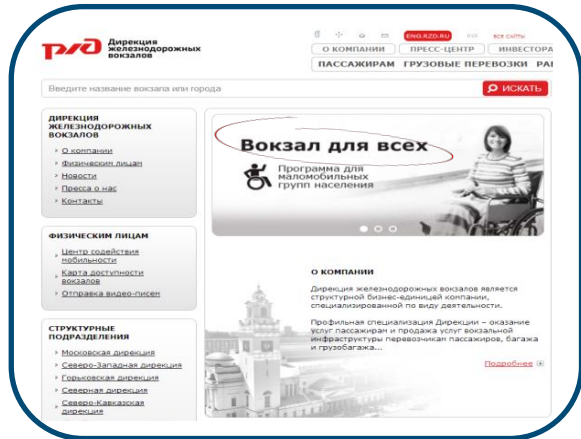 ржд
Дирекция
железнодорожных
вокзалов
ENG.RZD.RU
ВСЕ САЙТЫ
О КОМПАНИИ
ПРЕСС-ЦЕНТР
ИНВЕСТОРА
ПАССАЖИРАМ
ГРУЗОВЫЕ ПЕРЕВОЗКИ
РАБ
Введите название вокзала или города
ИСКАТЬ
ДИРЕКЦИЯ
ЖЕЛЕЗНОДОРОЖНЫХ
ВОКЗАЛОВ
О компании
Физическим лицам
Новости
Пресса о нас
Контакты
ФИЗИЧЕСКИМ ЛИЦАМ
Центр содействия
мобильности
Карта доступности
вокзалов
Отправка видео-писем
СТРУКТУРНЫЕ
ПОДРАЗДЕЛЕНИЯ
Московская дирекция
Северо-Западная дирекция
Горьковская дирекция
Северная дирекция
Северо-Кавказская
дирекция
Вокзал для всех
Программа для
маломобильных
групп населения
О КОМПАНИИ
Дирекция железнодорожных вокзалов является
структурной бизнес-единицей компании,
специализированной по виду деятельности.
Профильная специализация Дирекции – оказание
услуг пассажирам и продажа услуг вокзальной
инфраструктуры перевозчикам пассажиров, багажа
и грузобагажа...
Подробнее